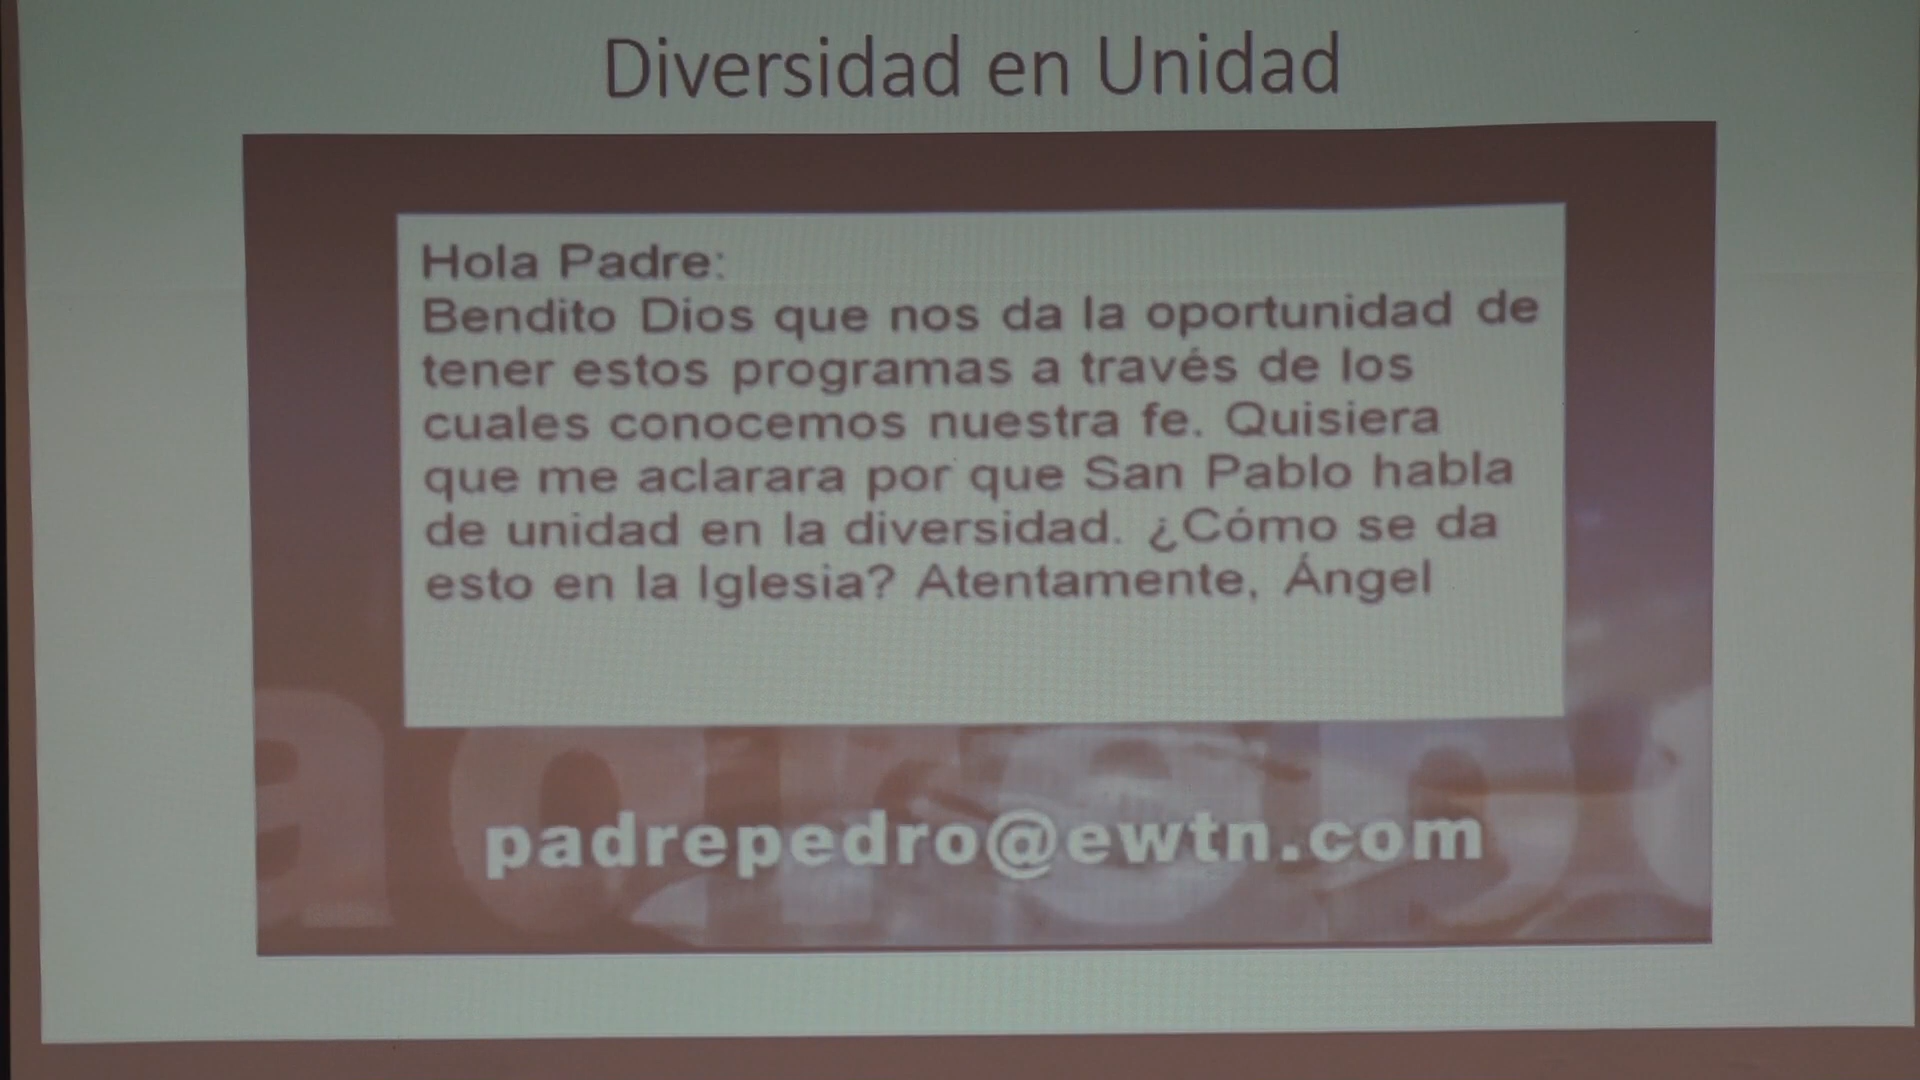 Diversidad en Unidad
Hola Padre:
Bendito Dios que nos da la oportunidad de
tener estos programas a través de los
cuales conocemos nuestra fe. Quisiera
que me aclarara por que San Pablo habla
de unidad en la diversidad. ¿Cómo se da
esto en la Iglesia? Atentamente, Ángel
padrepedro@ewtn.com